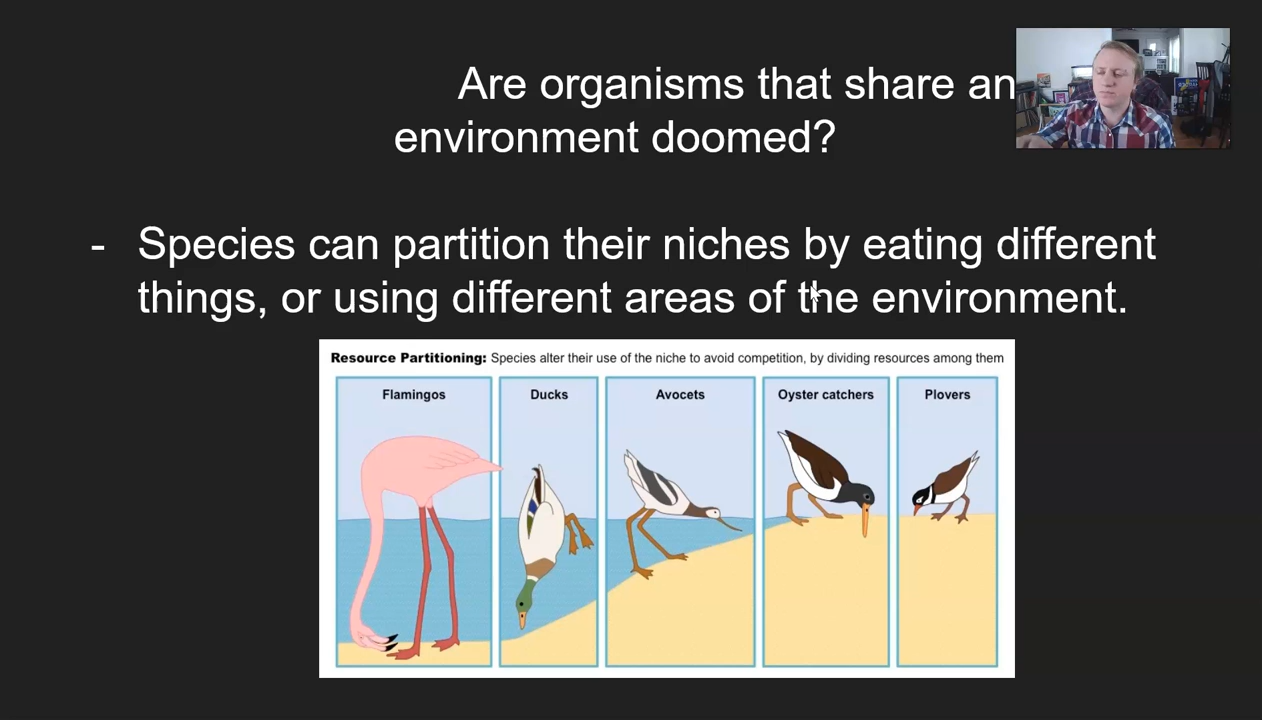 Are organisms that share an
environment doomed?
- Species can partition their niches by eating different
things, or using different areas of the environment.
Resource Partitioning: Species alter their use of the niche to avoid competition, by dividing resources among them
Flamingos
Ducks
Avocets
Oyster catchers
Plovers